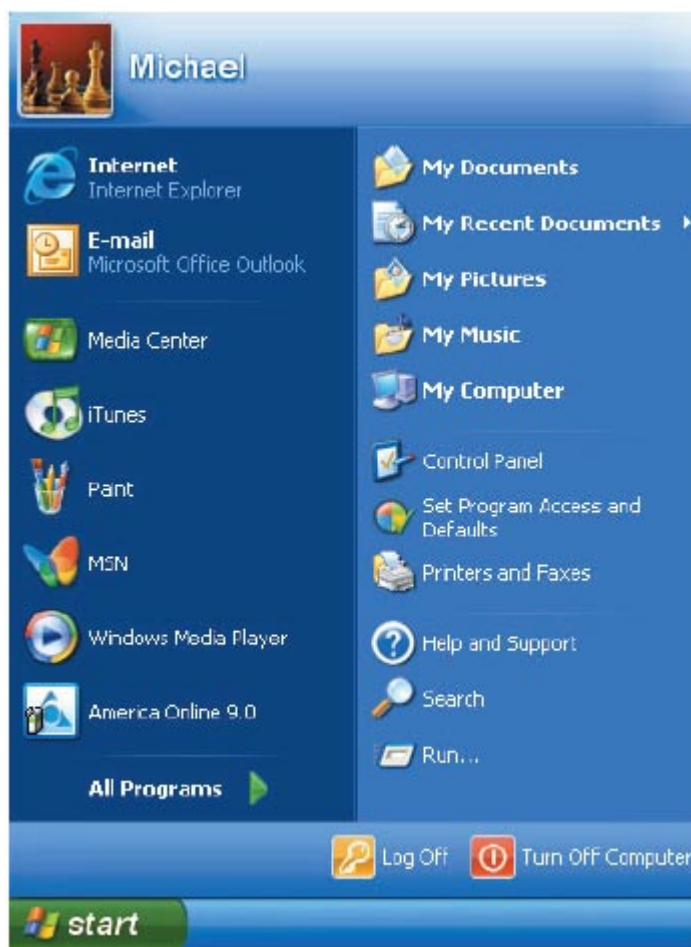 Michael
Internet
Internet Explorer
E-mail
Microsoft Office Outlook
Media Center
iTunes
Paint
MSN
Windows Media Player
America Online 9.0
All Programs
My Documents
My Recent Documents
My Pictures
My Music
My Computer
Control Panel
Set Program Access and
Defaults
Printers and Faxes
Help and Support
Search
Run...
Log Off
Turn Off Computer
start